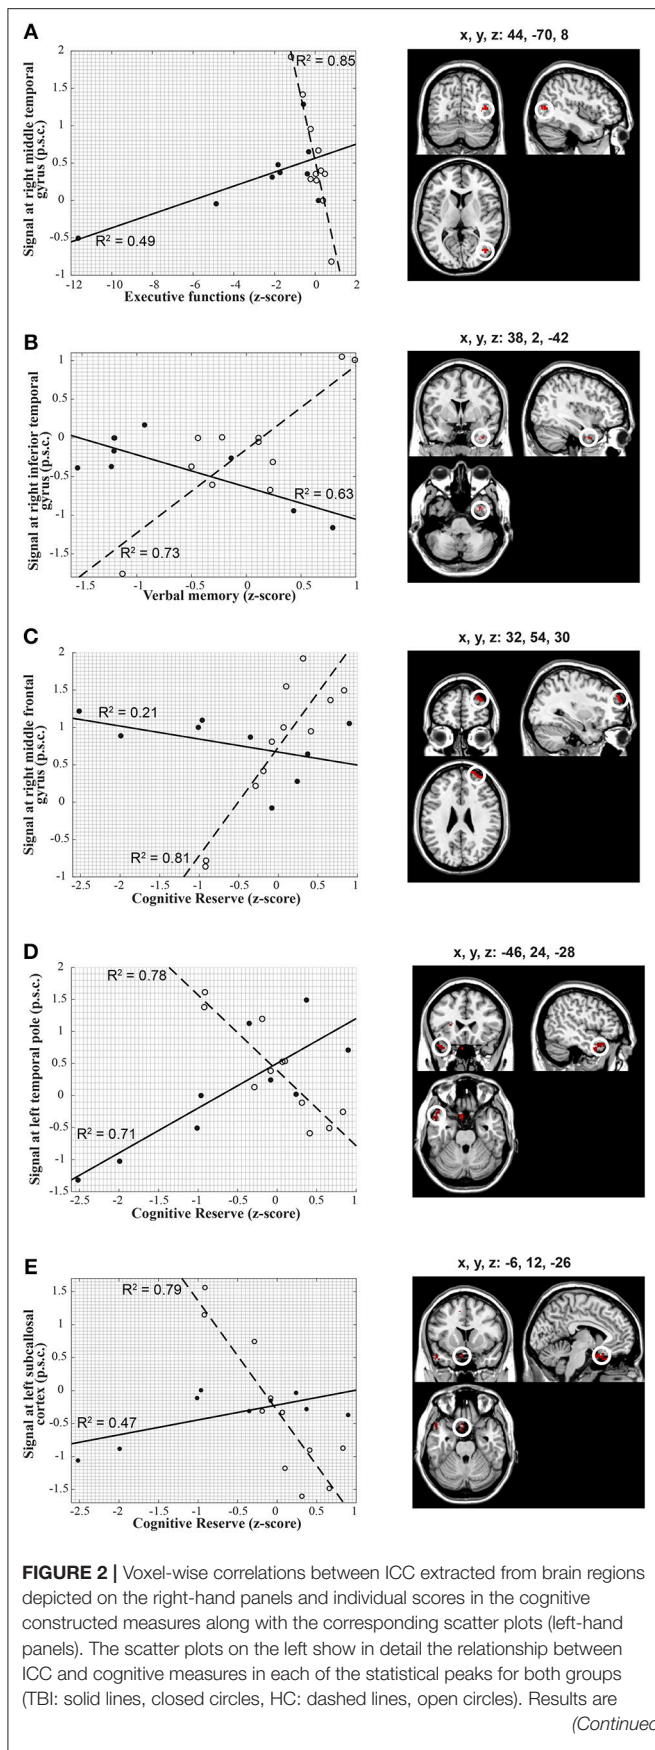 A
x, y, z: 44, -70, 8
Signal at right middle temporal
gyrus (p.s.c.)
2
1.5
1
0.5
0
-0.5
-1
R² = 0.85
R² = 0.49
-12 -10 -8 -6 -4 -2 0 2
Executive functions (z-score)
B
x, y, z: 38, 2, -42
Signal at right inferior temporal
gyrus (p.s.c.)
1
0.5
0
-0.5
-1
-1.5
R² = 0.63
R² = 0.73
-1.5 -1 -0.5 0 0.5 1
Verbal memory (z-score)
C
x, y, z: 32, 54, 30
Signal at right middle frontal
gyrus (p.s.c.)
2
1.5
1
0.5
0
-0.5
-1
R² = 0.21
R² = 0.81
-2.5 -2 -1.5 -1 -0.5 0 0.5 1
Cognitive Reserve (z-score)
D
x, y, z: -46, 24, -28
Signal at left temporal pole (p.s.c.)
2
1.5
1
0.5
0
-0.5
-1
-1.5
R² = 0.78
R² = 0.71
-2.5 -2 -1.5 -1 -0.5 0 0.5 1
Cognitive Reserve (z-score)
E
x, y, z: -6, 12, -26
Signal at left subcallosal
cortex (p.s.c.)
1.5
1
0.5
0
-0.5
-1
-1.5
R² = 0.79
R² = 0.47
-2.5 -2 -1.5 -1 -0.5 0 0.5 1
Cognitive Reserve (z-score)
FIGURE 2 | Voxel-wise correlations between ICC extracted from brain regions
depicted on the right-hand panels and individual scores in the cognitive
constructed measures along with the corresponding scatter plots (left-hand
panels). The scatter plots on the left show in detail the relationship between
ICC and cognitive measures in each of the statistical peaks for both groups
(TBI: solid lines, closed circles, HC: dashed lines, open circles). Results are
(Continued